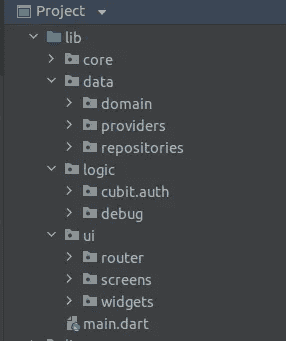 Project
lib
core
data
domain
providers
repositories
logic
cubit.auth
debug
ui
router
screens
widgets
main.dart